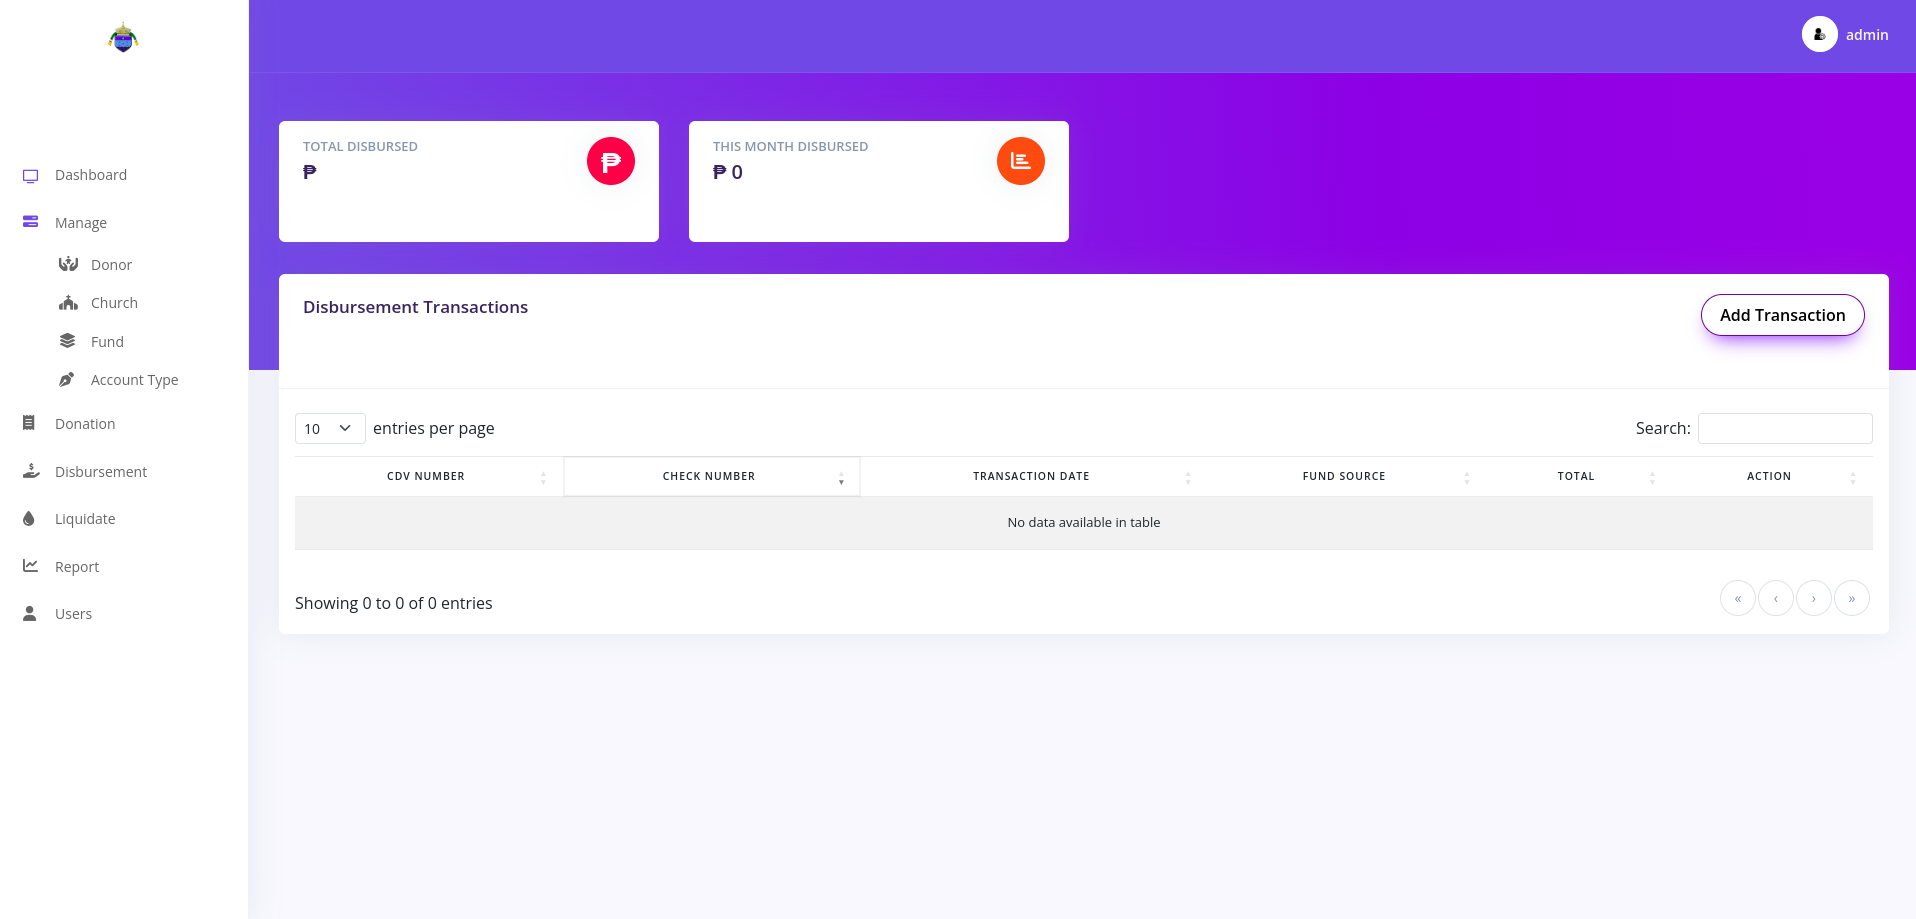 admin
TOTAL DISBURSED
₱
THIS MONTH DISBURSED
₱ 0
Dashboard
Manage
Donor
Church
Fund
Account Type
Donation
Disbursement
Liquidate
Report
Users
Disbursement Transactions
Add Transaction
10 entries per page
Search:
CDV NUMBER CHECK NUMBER TRANSACTION DATE FUND SOURCE TOTAL ACTION
No data available in table
Showing 0 to 0 of 0 entries
« ‹ › »